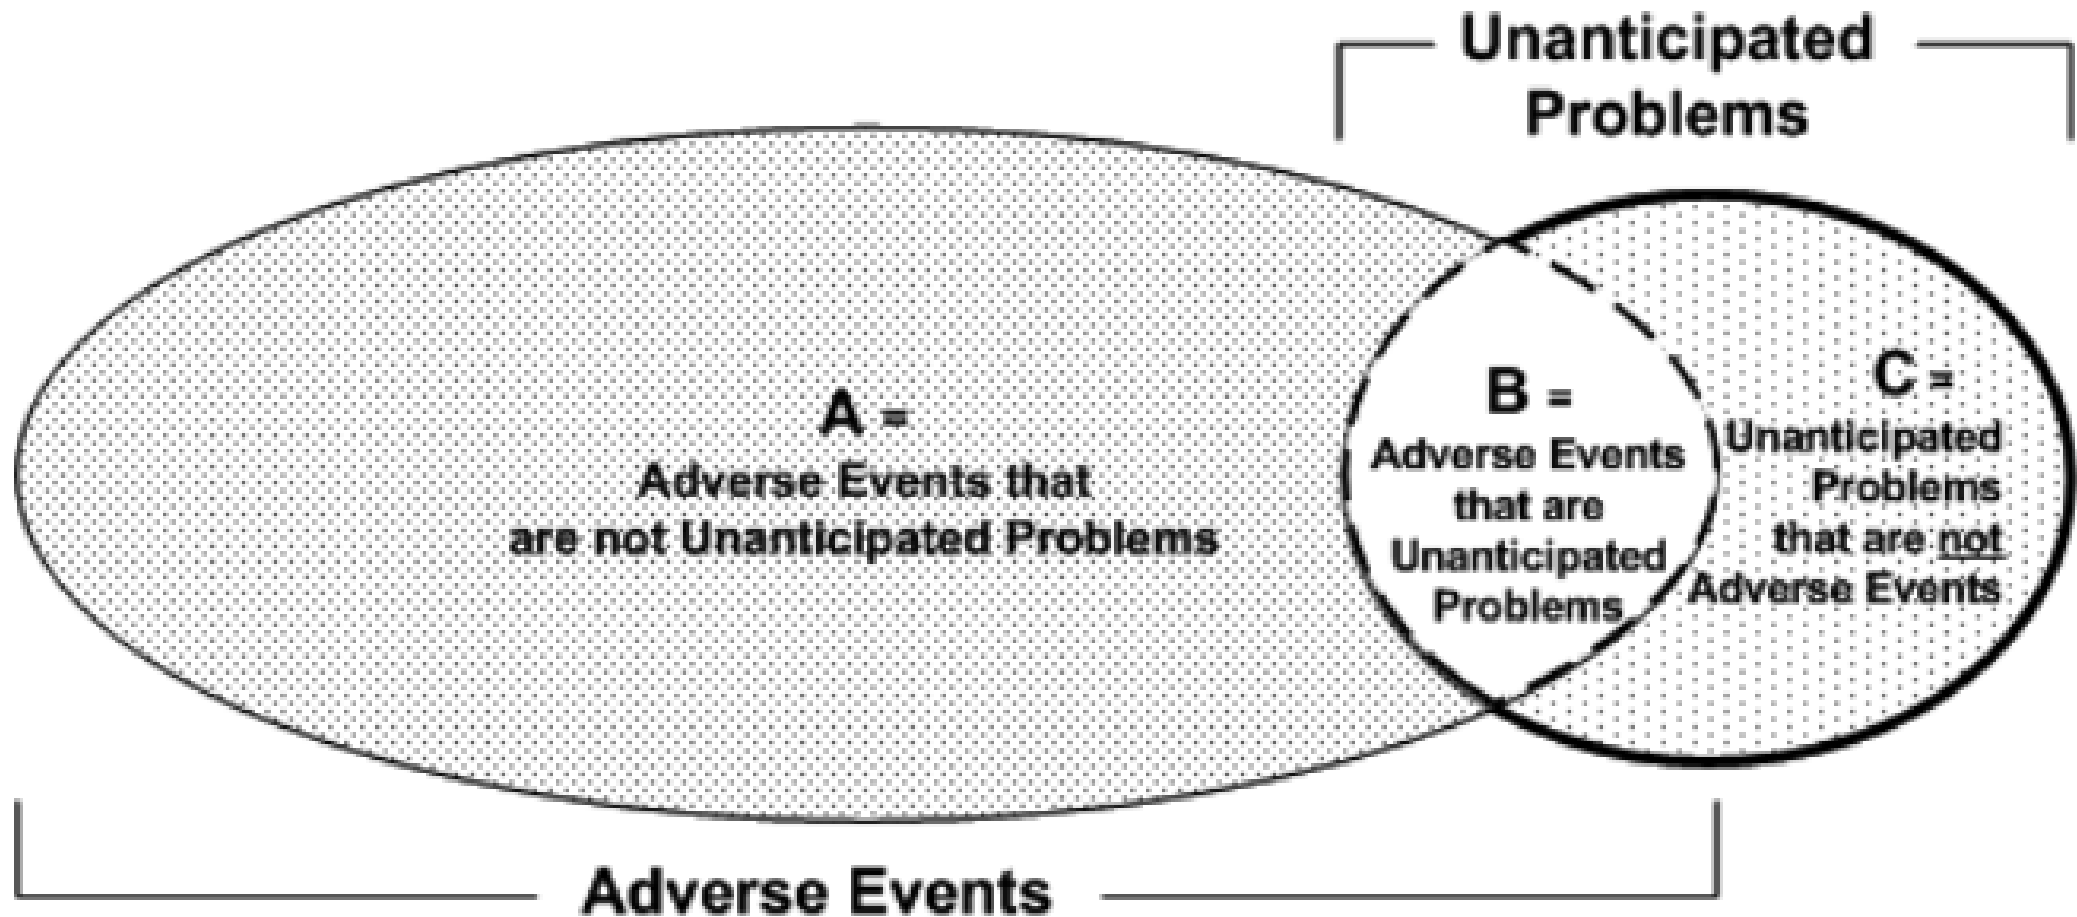 Unanticipated
Problems
A =
Adverse Events that
are not Unanticipated Problems
B =
Adverse Events
that are
Unanticipated
Problems
C =
Unanticipated
Problems
that are not
Adverse Events
Adverse Events